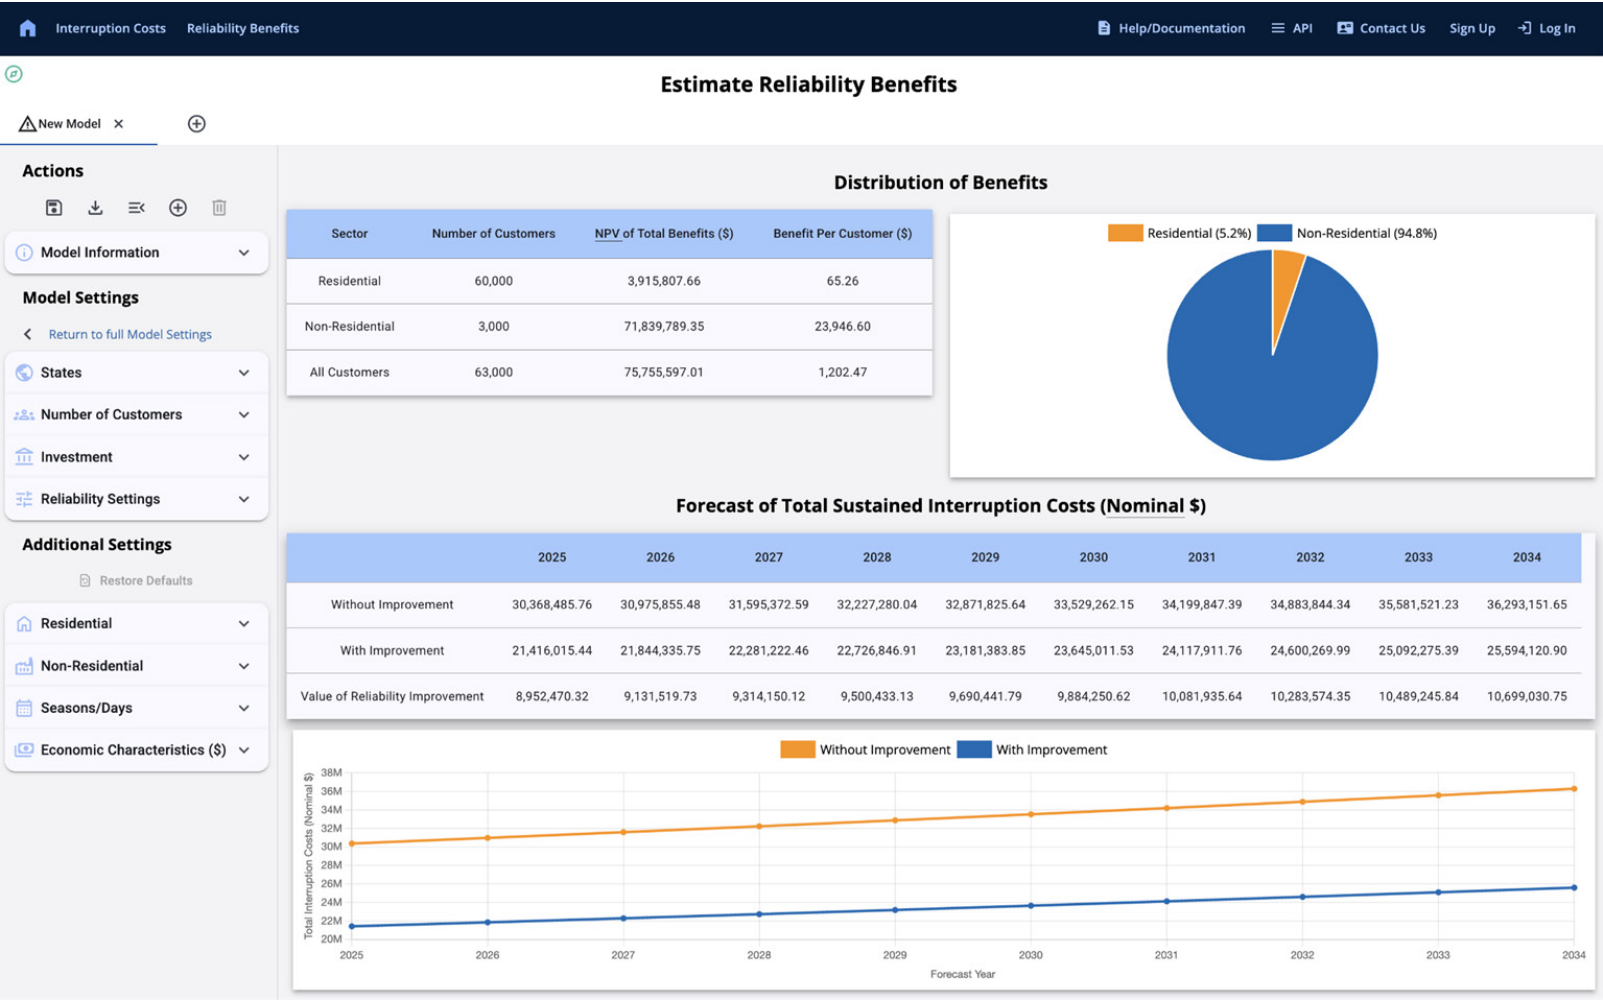 Interruption Costs Reliability Benefits Help/Documentation API Contact Us Sign Up Log In
Estimate Reliability Benefits
New Model
Actions
Model Information
Model Settings
Return to full Model Settings
States
Number of Customers
Investment
Reliability Settings
Additional Settings
Restore Defaults
Residential
Non-Residential
Seasons/Days
Economic Characteristics ($)
Distribution of Benefits
Sector Number of Customers NPV of Total Benefits ($) Benefit Per Customer ($)
Residential 60,000 3,915,807.66 65.26
Non-Residential 3,000 71,839,789.35 23,946.60
All Customers 63,000 75,755,597.01 1,202.47
Residential (5.2%) Non-Residential (94.8%)
Forecast of Total Sustained Interruption Costs (Nominal $)
2025 2026 2027 2028 2029 2030 2031 2032 2033 2034
Without Improvement 30,368,485.76 30,975,855.48 31,595,372.59 32,227,280.04 32,871,825.64 33,529,262.15 34,199,847.39 34,883,844.34 35,581,521.23 36,293,151.65
With Improvement 21,416,015.44 21,844,335.75 22,281,222.46 22,726,846.91 23,181,383.85 23,645,011.53 24,117,911.76 24,600,269.99 25,092,275.39 25,594,120.90
Value of Reliability Improvement 8,952,470.32 9,131,519.73 9,314,150.12 9,500,433.13 9,690,441.79 9,884,250.62 10,081,935.64 10,283,574.35 10,489,245.84 10,699,030.75
Without Improvement With Improvement
Total Interruption Costs (Nominal $)
38M
36M
34M
32M
30M
28M
26M
24M
22M
20M
2025 2026 2027 2028 2029 2030 2031 2032 2033 2034
Forecast Year